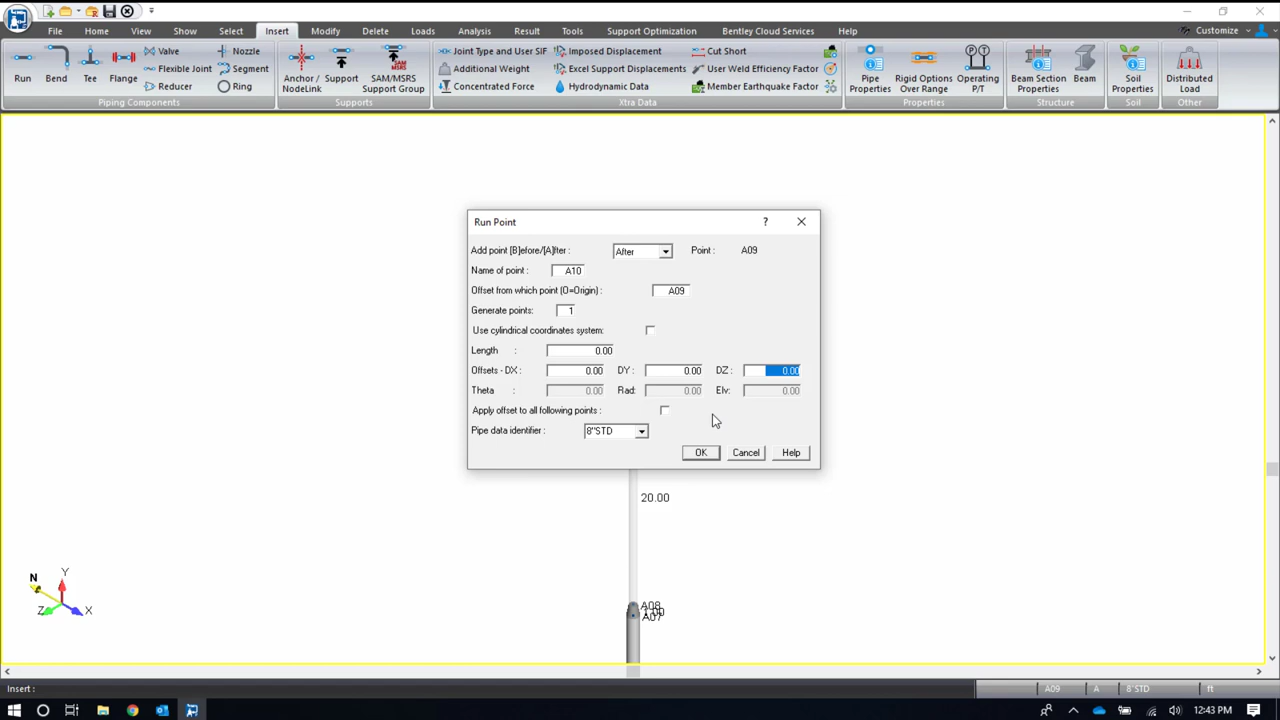 File Home View Show Select Insert Modify Delete Loads Analysis Result Tools Support Optimization Bentley Cloud Services Help Customize
Run Bend Tee Flange Valve Flexible Joint Reducer Nozzle Segment Ring
Piping Components
Anchor / NodeLink Support SAM/MSRS Support Group
Supports
Joint Type and User SIF Additional Weight Concentrated Force Imposed Displacement Excel Support Displacements Hydrodynamic Data Cut Short User Weld Efficiency Factor Member Earthquake Factor
Xtra Data
Pipe Properties Rigid Options Over Range Operating P/T
Properties
Beam Section Properties Beam
Structure
Soil Properties
Soil
Distributed Load
Other
Run Point ?
Add point [B]efore/[A]fter : After Point : A09
Name of point : A10
Offset from which point (O=Origin) : A09
Generate points: 1
Use cylindrical coordinates system:
Length : 0.00
Offsets - DX : 0.00 DY : 0.00 DZ : 0.00
Theta : 0.00 Rad: 0.00 Elv: 0.00
Apply offset to all following points :
Pipe data identifier : 8"STD
OK Cancel Help
20.00
A08
1.00
A07
N Y
Z X
Insert : A09 A 8"STD ft
12:43 PM